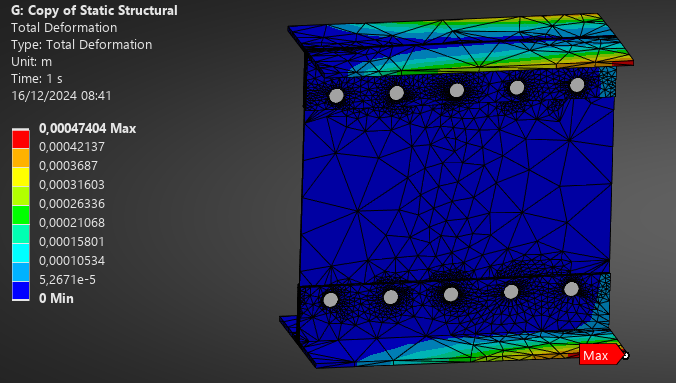 G: Copy of Static Structural
Total Deformation
Type: Total Deformation
Unit: m
Time: 1 s
16/12/2024 08:41
0,00047404 Max
0,00042137
0,0003687
0,00031603
0,00026336
0,00021068
0,00015801
0,00010534
5,2671e-5
0 Min
Max